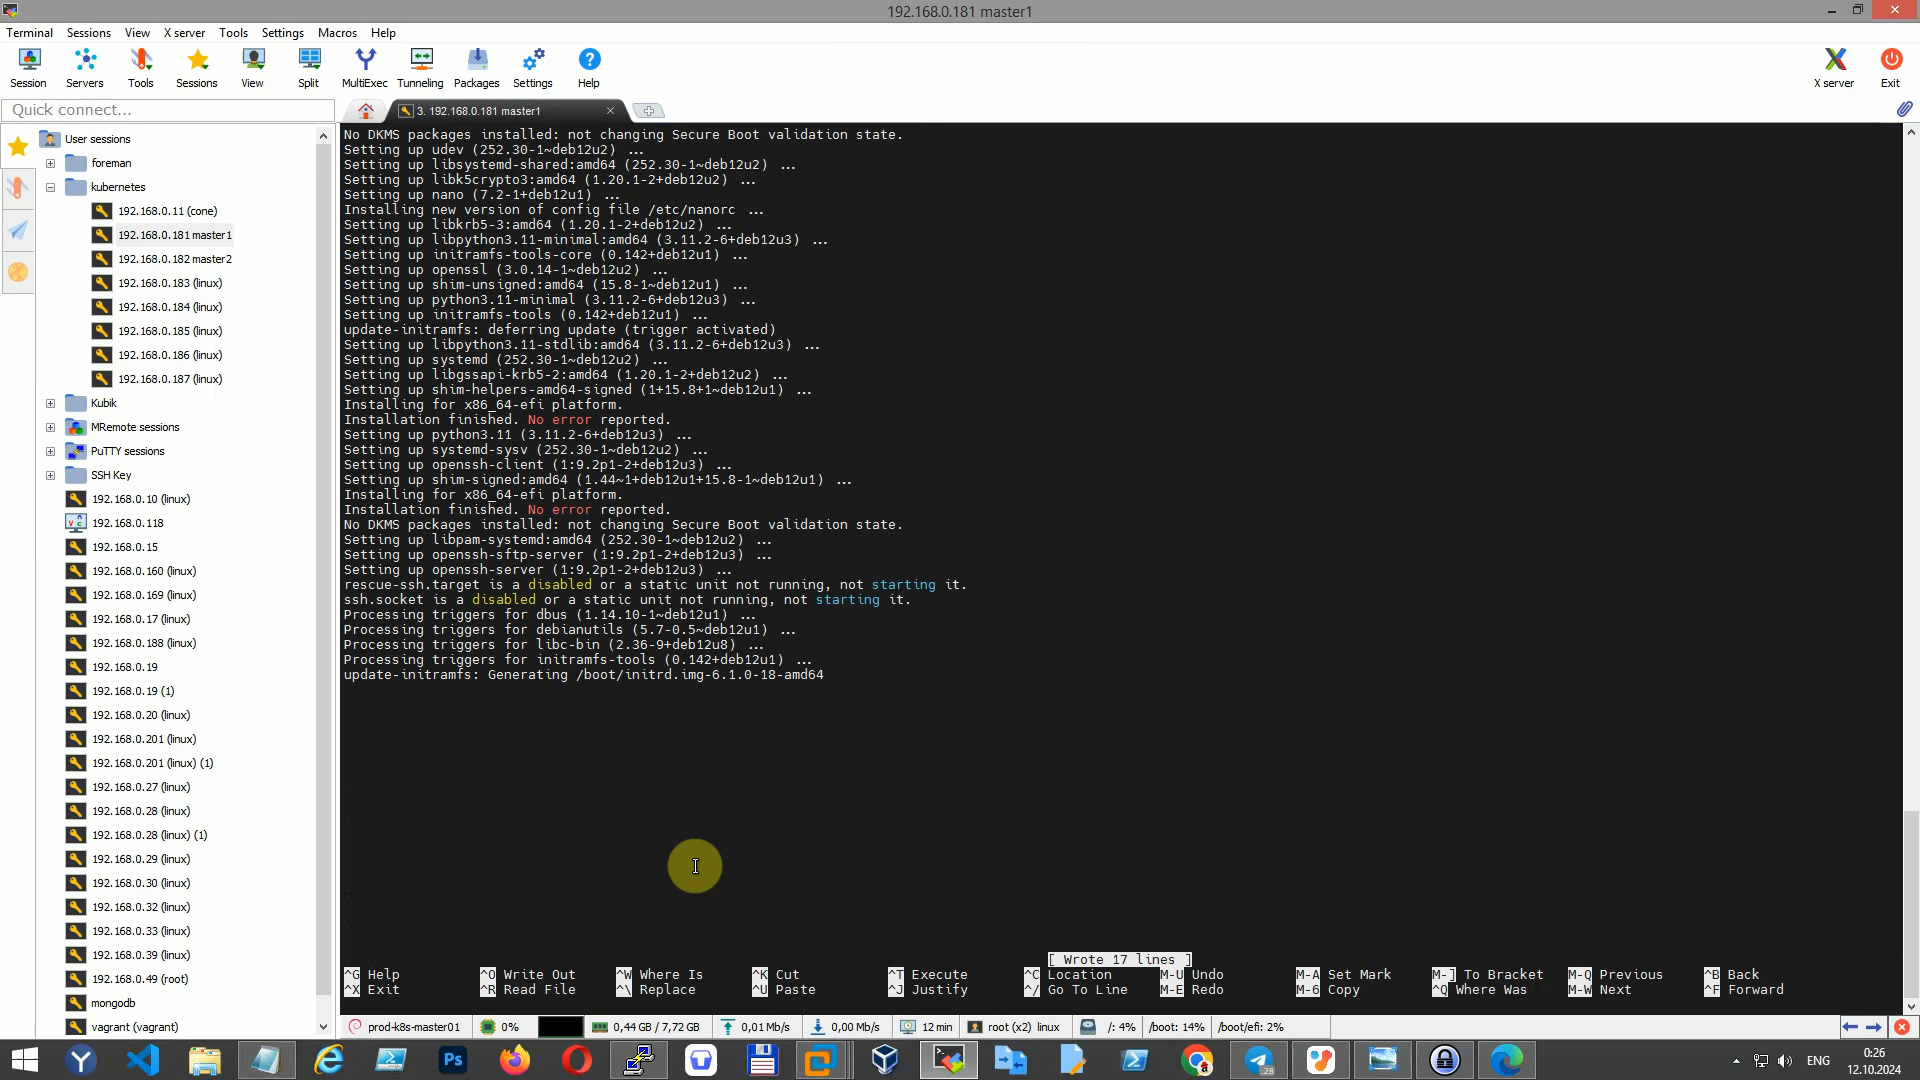 192.168.0.181 master1
Terminal Sessions View X server Tools Settings Macros Help
Session Servers Tools Sessions View Split MultiExec Tunneling Packages Settings Help X server Exit
Quick connect...
3. 192.168.0.181 master1
User sessions
foreman
kubernetes
192.168.0.11 (cone)
192.168.0.181 master1
192.168.0.182 master2
192.168.0.183 (linux)
192.168.0.184 (linux)
192.168.0.185 (linux)
192.168.0.186 (linux)
192.168.0.187 (linux)
Kubik
MRemote sessions
PuTTY sessions
SSH Key
192.168.0.10 (linux)
192.168.0.118
192.168.0.15
192.168.0.160 (linux)
192.168.0.169 (linux)
192.168.0.17 (linux)
192.168.0.188 (linux)
192.168.0.19
192.168.0.19 (1)
192.168.0.20 (linux)
192.168.0.201 (linux)
192.168.0.201 (linux) (1)
192.168.0.27 (linux)
192.168.0.28 (linux)
192.168.0.28 (linux) (1)
192.168.0.29 (linux)
192.168.0.30 (linux)
192.168.0.32 (linux)
192.168.0.33 (linux)
192.168.0.39 (linux)
192.168.0.49 (root)
mongodb
vagrant (vagrant)
No DKMS packages installed: not changing Secure Boot validation state.
Setting up udev (252.30-1~deb12u2) ...
Setting up libsystemd-shared:amd64 (252.30-1~deb12u2) ...
Setting up libk5crypto3:amd64 (1.20.1-2+deb12u2) ...
Setting up nano (7.2-1+deb12u1) ...
Installing new version of config file /etc/nanorc ...
Setting up libkrb5-3:amd64 (1.20.1-2+deb12u2) ...
Setting up libpython3.11-minimal:amd64 (3.11.2-6+deb12u3) ...
Setting up initramfs-tools-core (0.142+deb12u1) ...
Setting up openssl (3.0.14-1~deb12u2) ...
Setting up shim-unsigned:amd64 (15.8-1~deb12u1) ...
Setting up python3.11-minimal (3.11.2-6+deb12u3) ...
Setting up initramfs-tools (0.142+deb12u1) ...
update-initramfs: deferring update (trigger activated)
Setting up libpython3.11-stdlib:amd64 (3.11.2-6+deb12u3) ...
Setting up systemd (252.30-1~deb12u2) ...
Setting up libgssapi-krb5-2:amd64 (1.20.1-2+deb12u2) ...
Setting up shim-helpers-amd64-signed (1+15.8+1~deb12u1) ...
Installing for x86_64-efi platform.
Installation finished. No error reported.
Setting up python3.11 (3.11.2-6+deb12u3) ...
Setting up systemd-sysv (252.30-1~deb12u2) ...
Setting up openssh-client (1:9.2p1-2+deb12u3) ...
Setting up shim-signed:amd64 (1.44~1+deb12u1+15.8-1~deb12u1) ...
Installing for x86_64-efi platform.
Installation finished. No error reported.
No DKMS packages installed: not changing Secure Boot validation state.
Setting up libpam-systemd:amd64 (252.30-1~deb12u2) ...
Setting up openssh-sftp-server (1:9.2p1-2+deb12u3) ...
Setting up openssh-server (1:9.2p1-2+deb12u3) ...
rescue-ssh.target is a disabled or a static unit not running, not starting it.
ssh.socket is a disabled or a static unit not running, not starting it.
Processing triggers for dbus (1.14.10-1~deb12u1) ...
Processing triggers for debianutils (5.7-0.5~deb12u1) ...
Processing triggers for libc-bin (2.36-9+deb12u8) ...
Processing triggers for initramfs-tools (0.142+deb12u1) ...
update-initramfs: Generating /boot/initrd.img-6.1.0-18-amd64
[ Wrote 17 lines ]
^G Help ^O Write Out ^W Where Is ^K Cut ^T Execute ^C Location M-U Undo M-A Set Mark M-] To Bracket M-Q Previous ^B Back
^X Exit ^R Read File ^\ Replace ^U Paste ^J Justify ^/ Go To Line M-E Redo M-6 Copy ^Q Where Was M-W Next ^F Forward
prod-k8s-master01 0% 0,44 GB / 7,72 GB 0,01 Mb/s 0,00 Mb/s 12 min root (x2) linux /: 4% /boot: 14% /boot/efi: 2%
Ps 28 ENG 0:26
12.10.2024